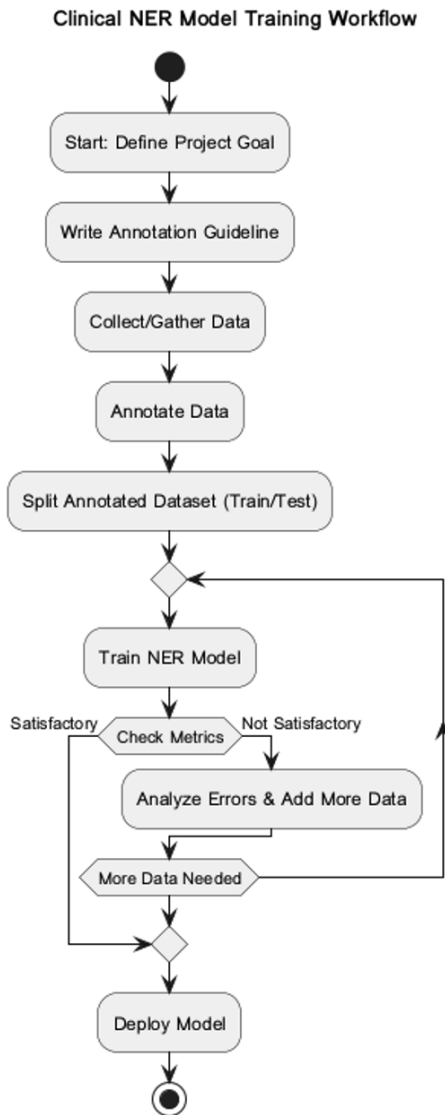 Clinical NER Model Training Workflow
Start: Define Project Goal
Write Annotation Guideline
Collect/Gather Data
Annotate Data
Split Annotated Dataset (Train/Test)
Train NER Model
Satisfactory
Check Metrics
Not Satisfactory
Analyze Errors & Add More Data
More Data Needed
Deploy Model